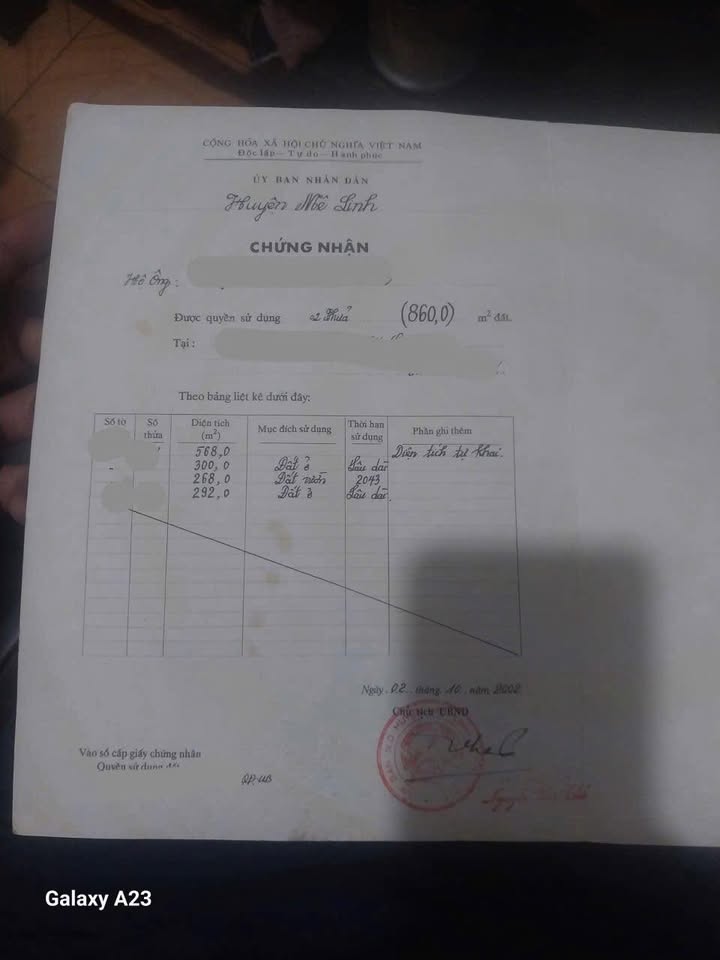 CỘNG HÒA XÃ HỘI CHỦ NGHĨA VIỆT NAM
Độc lập — Tự do — Hạnh phúc
ỦY BAN NHÂN DÂN
Huyện Mê Linh
CHỨNG NHẬN
Hộ Ông :
Được quyền sử dụng 2 Thửa (860,0) m² đất.
Tại :
Theo bảng liệt kê dưới đây:
Số tờ Số thửa Diện tích (m²) Mục đích sử dụng Thời hạn sử dụng Phần ghi thêm
568,0 Diện tích tự khai.
300,0 Đất ở Lâu dài
268,0 Đất vườn 2043
292,0 Đất ở Lâu dài.
Ngày 02 tháng 10 năm 2002
Chủ tịch UBND
Vào sổ cấp giấy chứng nhận
Quyền sử dụng đất
QĐ-UB
Galaxy A23